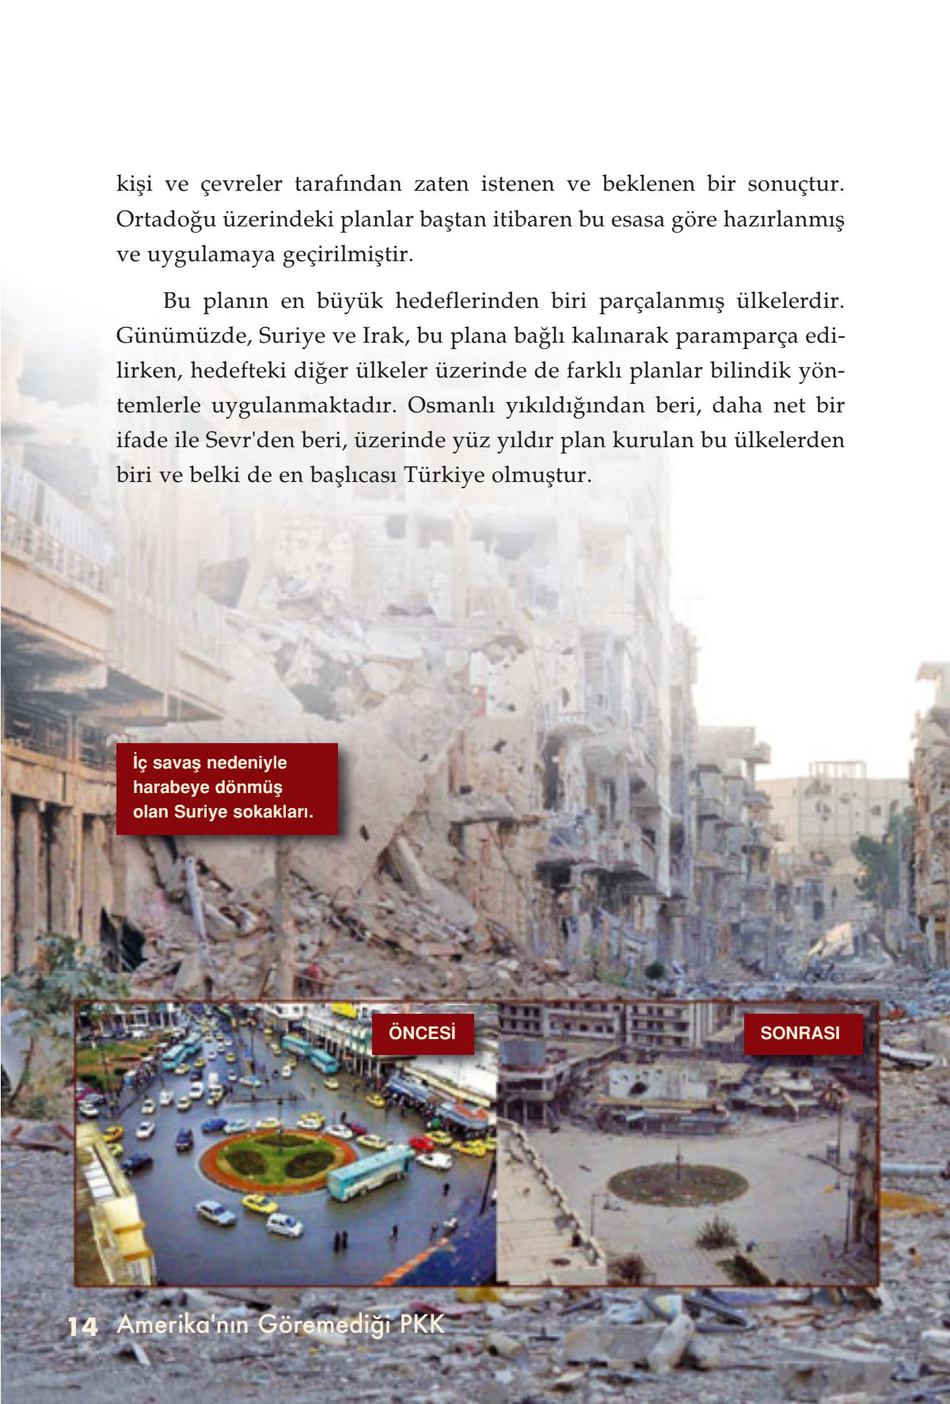 kişi ve çevreler tarafından zaten istenen ve beklenen bir sonuçtur.
Ortadoğu üzerindeki planlar baştan itibaren bu esasa göre hazırlanmış
ve uygulamaya geçirilmiştir.
Bu planın en büyük hedeflerinden biri parçalanmış ülkelerdir.
Günümüzde, Suriye ve Irak, bu plana bağlı kalınarak paramparça edi-
lirken, hedefteki diğer ülkeler üzerinde de farklı planlar bilindik yön-
temlerle uygulanmaktadır. Osmanlı yıkıldığından beri, daha net bir
ifade ile Sevr'den beri, üzerinde yüz yıldır plan kurulan bu ülkelerden
biri ve belki de en başlıcası Türkiye olmuştur.
İç savaş nedeniyle
harabeye dönmüş
olan Suriye sokakları.
ÖNCESİ
SONRASI
14 Amerika'nın Göremediği PKK